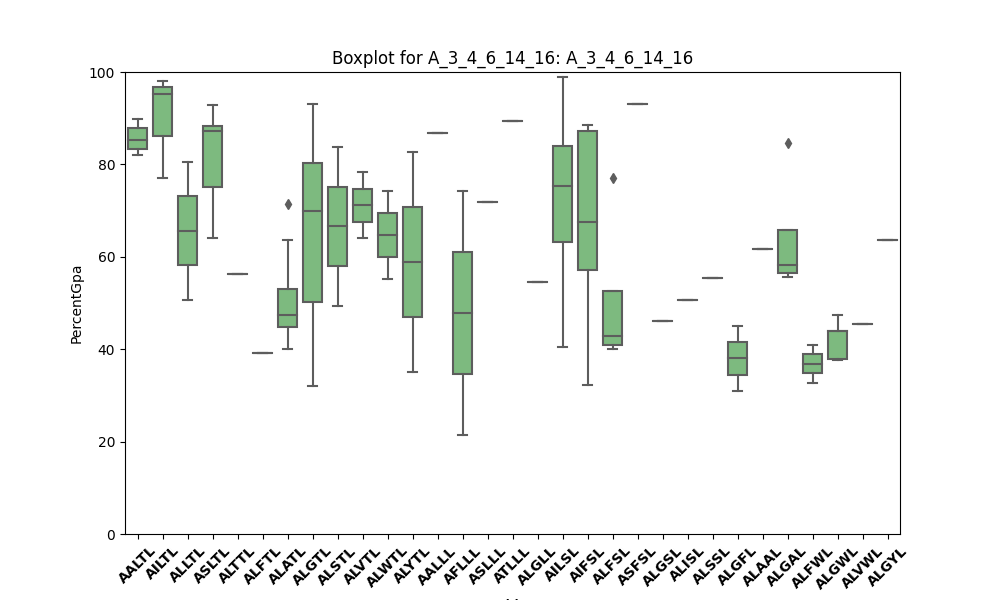 Boxplot for A_3_4_6_14_16: A_3_4_6_14_16
100
80
60
40
20
0
PercentGpa
AALTL AILTL ALLTL ASLTL ALTTL ALFTL ALATL ALGTL ALSTL ALVTL ALWTL ALYTL AALLL AFLLL ASLLL ATLLL ALGLL AILSL AIFSL ALFSL ASFSL ALGSL ALISL ALSSL ALGFL ALAAL ALGAL ALFWL ALGWL ALVWL ALGYL